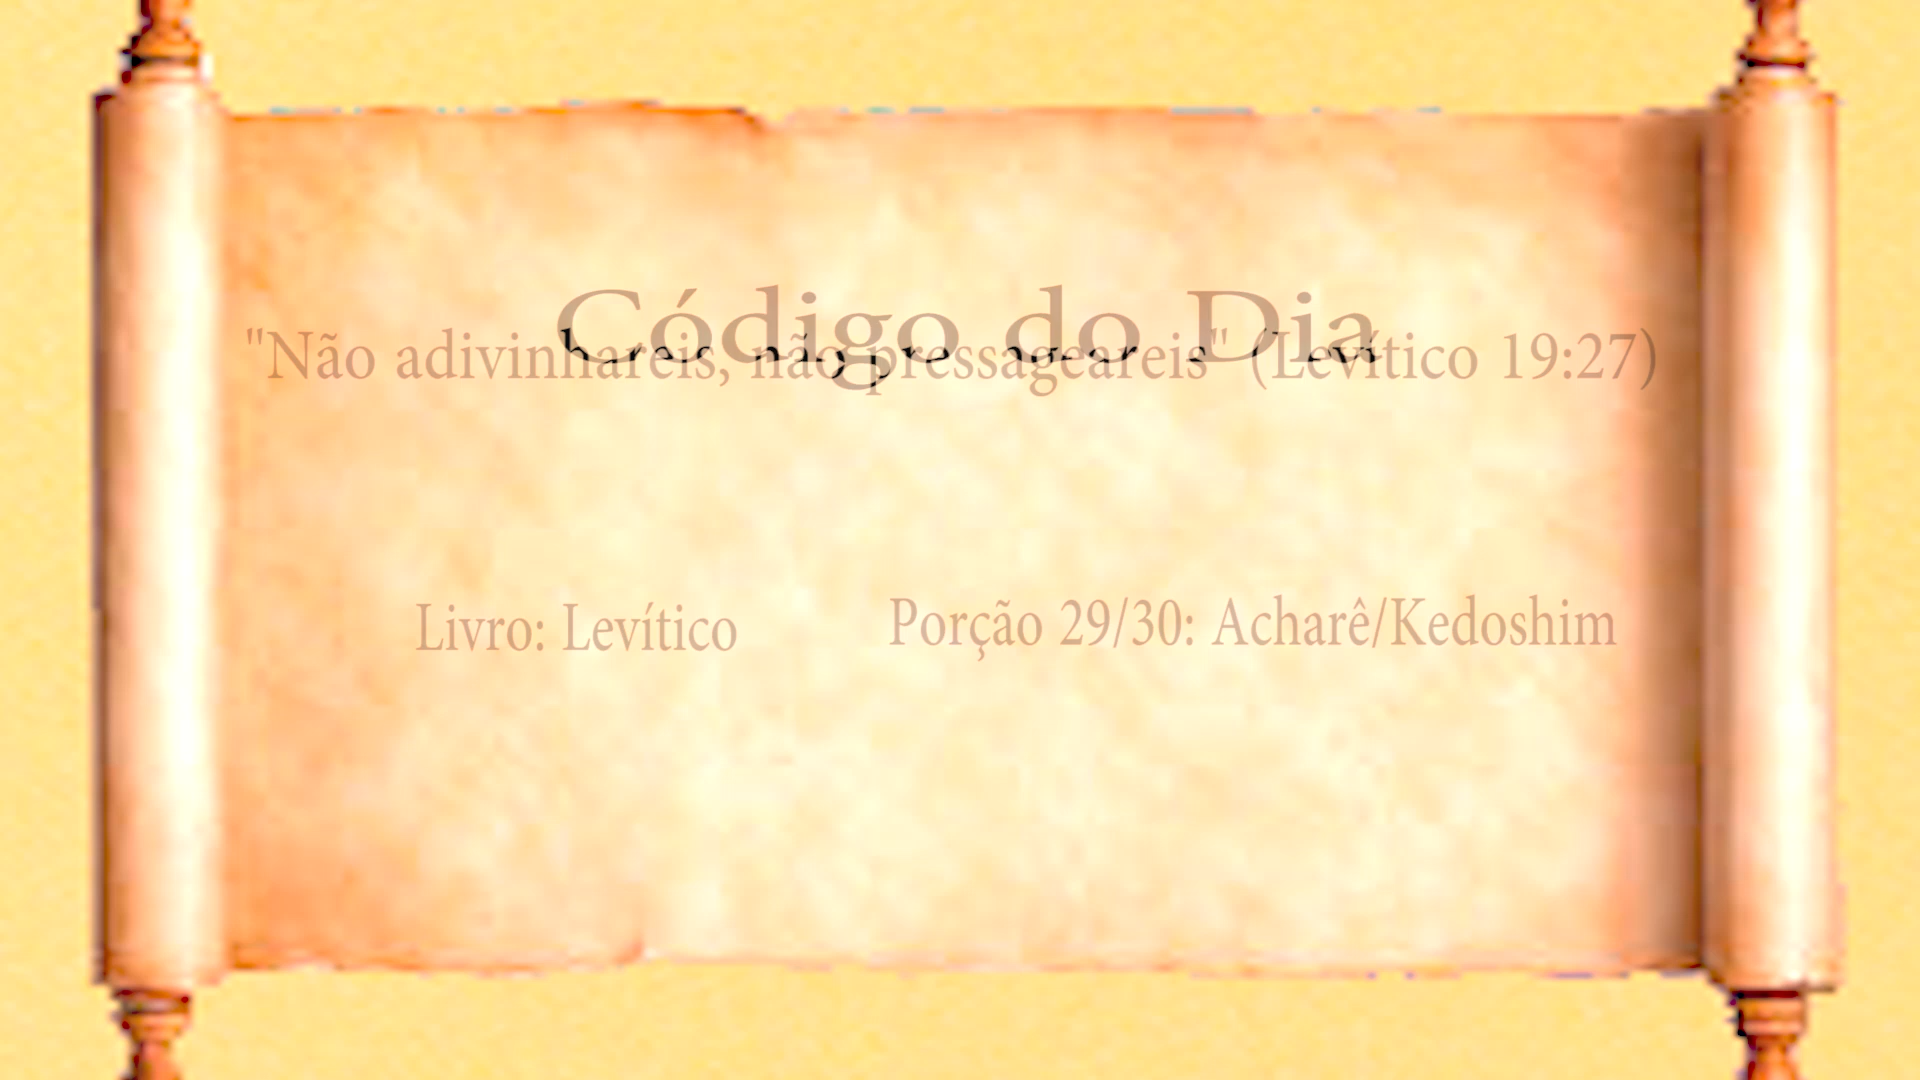 Código do Dia
"Não adivinhareis, não pressageareis" (Levítico 19:27)
Livro: Levítico
Porção 29/30: Acharê/Kedoshim